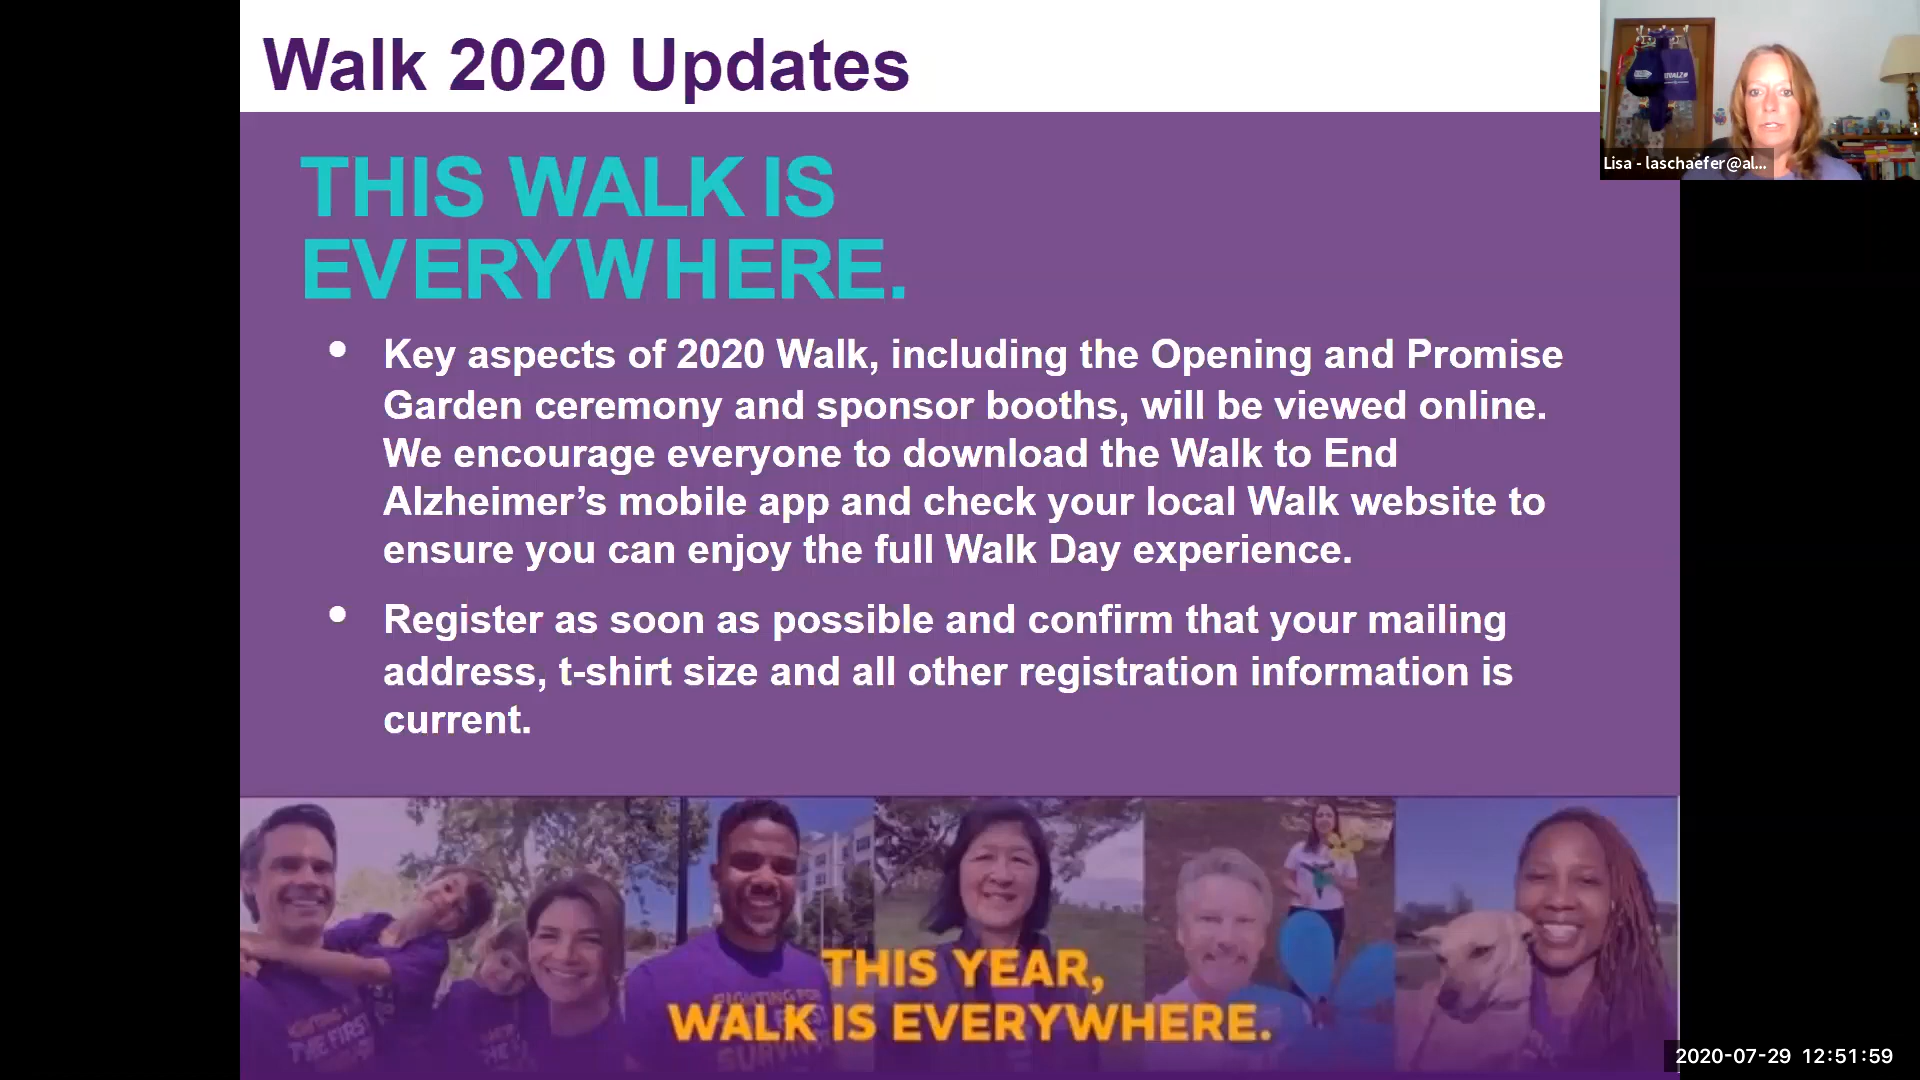 Walk 2020 Updates
Lisa - laschaefer@al...
THIS WALK IS
EVERYWHERE.
• Key aspects of 2020 Walk, including the Opening and Promise
Garden ceremony and sponsor booths, will be viewed online.
We encourage everyone to download the Walk to End
Alzheimer’s mobile app and check your local Walk website to
ensure you can enjoy the full Walk Day experience.
• Register as soon as possible and confirm that your mailing
address, t-shirt size and all other registration information is
current.
FIGHTING FOR
THE FIRST
THIS YEAR,
WALK IS EVERYWHERE.
2020-07-29 12:51:59